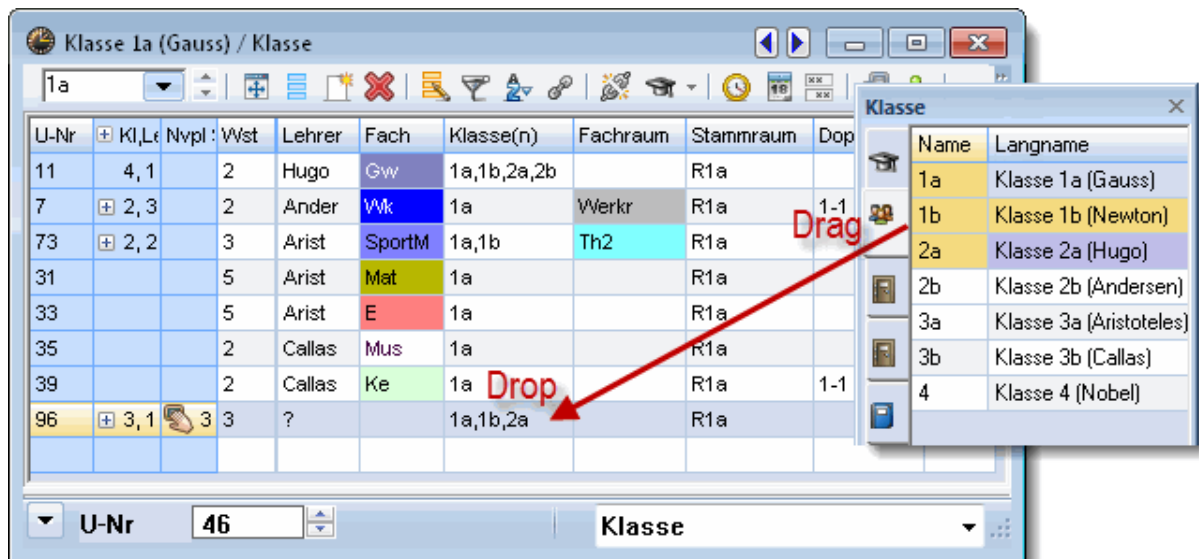 Klasse 1a (Gauss) / Klasse
1a
18
U-Nr Kl,Le Nvpl Wst Lehrer Fach Klasse(n) Fachraum Stammraum Dop
11 4, 1 2 Hugo Gw 1a,1b,2a,2b R1a
7 2, 3 2 Ander Wk 1a Werkr R1a 1-1
73 2, 2 3 Arist SportM 1a,1b Th2 R1a
31 5 Arist Mat 1a R1a
33 5 Arist E 1a R1a
35 2 Callas Mus 1a R1a
39 2 Callas Ke 1a R1a 1-1
96 3, 1 3 3 ? 1a,1b,2a R1a
Drag
Drop
U-Nr 46 Klasse
Klasse
Name Langname
1a Klasse 1a (Gauss)
1b Klasse 1b (Newton)
2a Klasse 2a (Hugo)
2b Klasse 2b (Andersen)
3a Klasse 3a (Aristoteles)
3b Klasse 3b (Callas)
4 Klasse 4 (Nobel)